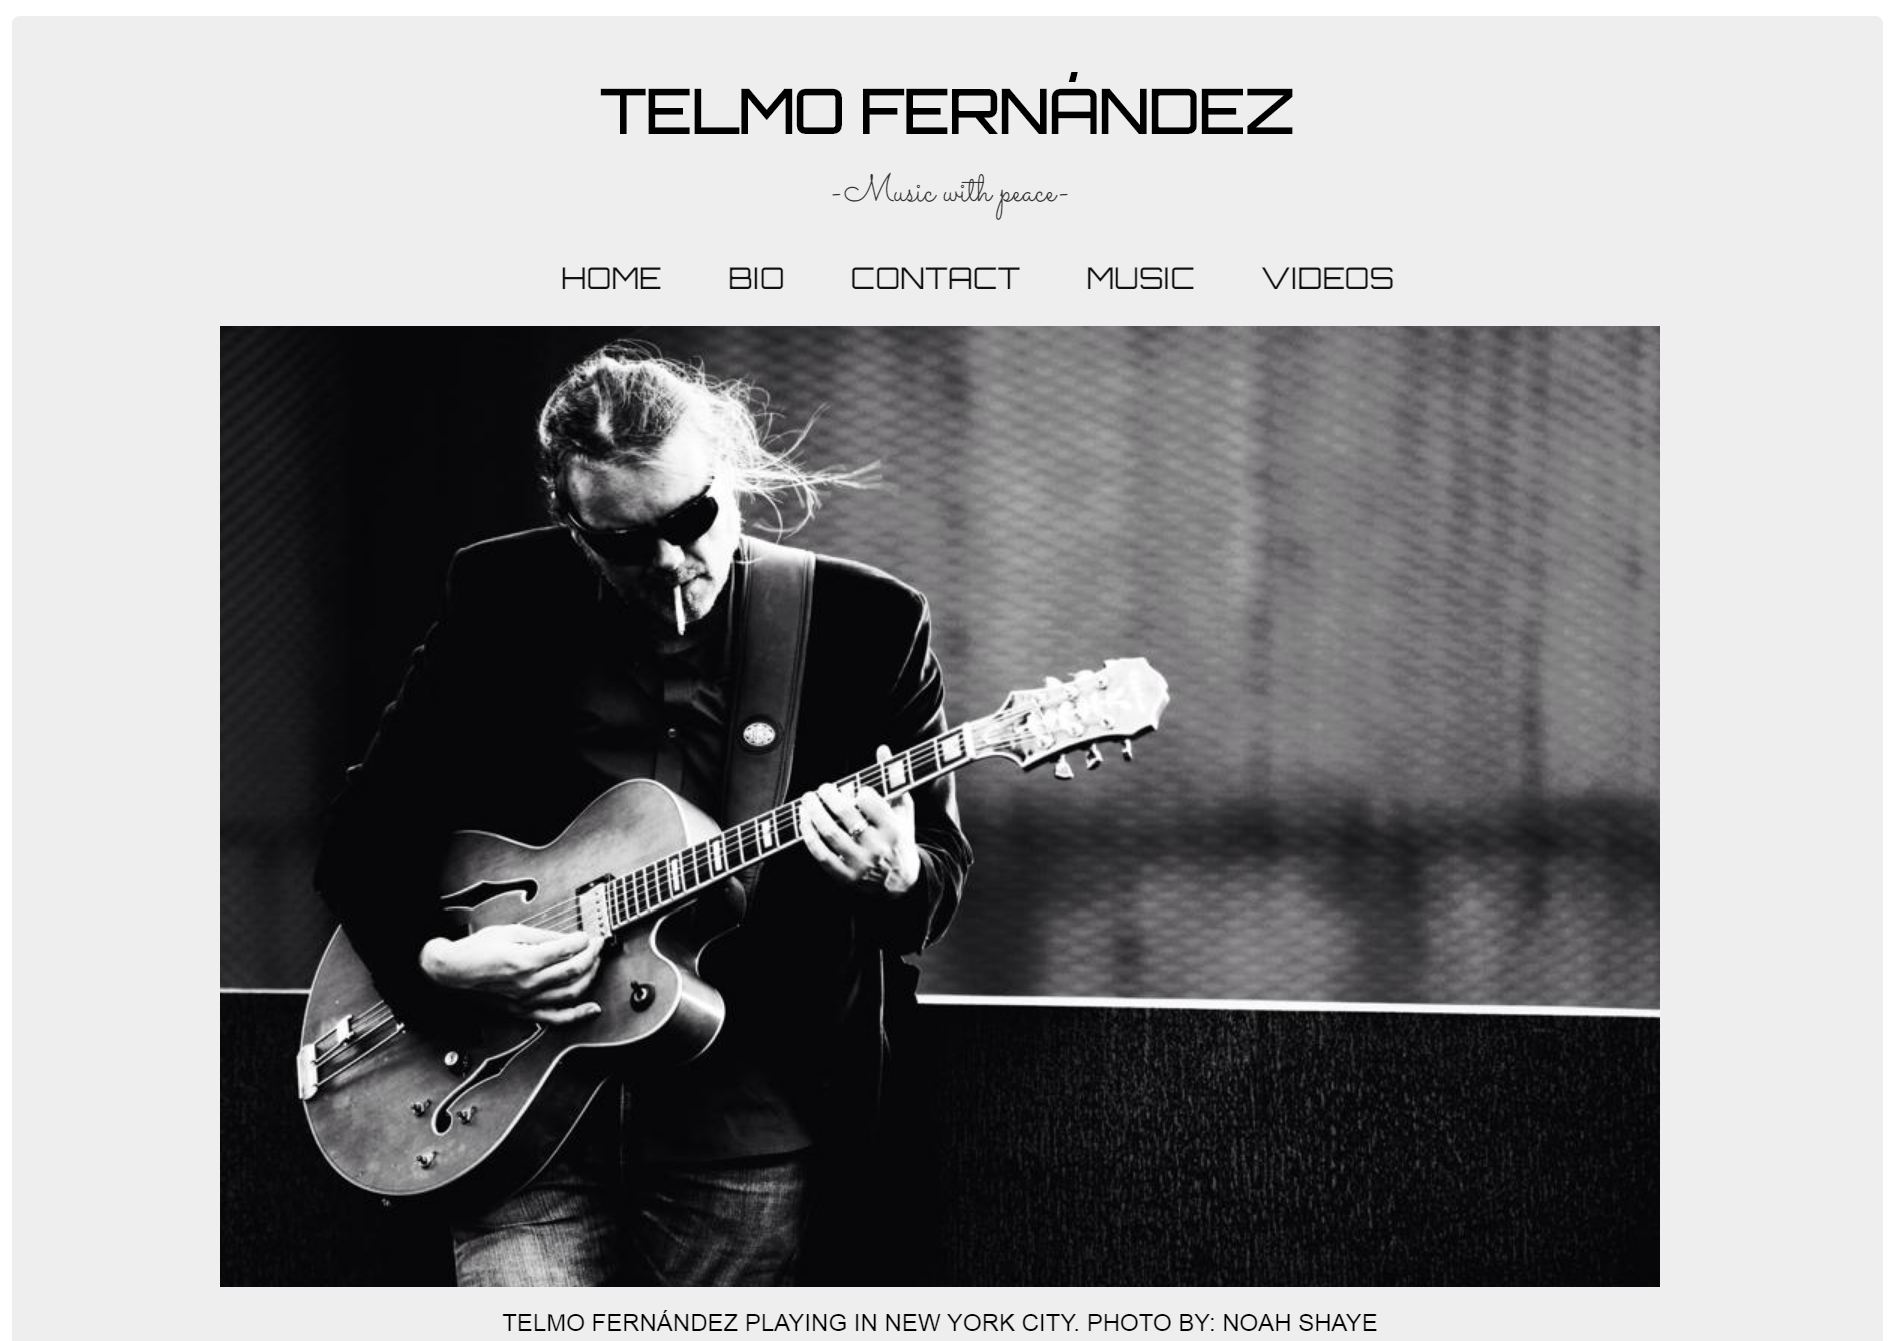 TELMO FERNÁNDEZ
-Music with peace-
HOME BIO CONTACT MUSIC VIDEOS
TELMO FERNÁNDEZ PLAYING IN NEW YORK CITY. PHOTO BY: NOAH SHAYE